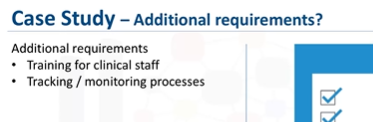 Case Study – Additional requirements?
Additional requirements
• Training for clinical staff
• Tracking / monitoring processes